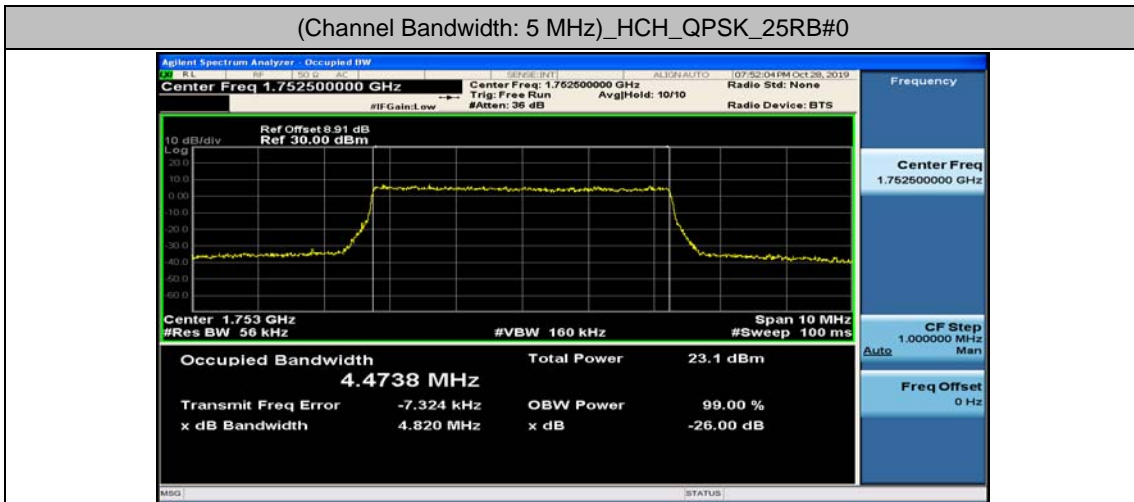 (Channel Bandwidth: 5 MHz)_HCH_QPSK_25RB#0
Agilent Spectrum Analyzer - Occupied BW
RL RF 50 Ω AC SENSE:INT ALIGN AUTO 07:52:04 PM Oct 28, 2019
Center Freq 1.752500000 GHz
Center Freq: 1.752500000 GHz
Radio Std: None
Trig: Free Run Avg|Hold: 10/10
#IFGain:Low #Atten: 36 dB Radio Device: BTS
Ref Offset 8.91 dB
10 dB/div Ref 30.00 dBm
Log
20.0
10.0
0.00
-10.0
-20.0
-30.0
-40.0
-50.0
-60.0
Center 1.753 GHz Span 10 MHz
#Res BW 56 kHz #VBW 160 kHz #Sweep 100 ms
Occupied Bandwidth Total Power 23.1 dBm
4.4738 MHz
Transmit Freq Error -7.324 kHz OBW Power 99.00 %
x dB Bandwidth 4.820 MHz x dB -26.00 dB
MSG STATUS
Frequency
Center Freq
1.752500000 GHz
CF Step
1.000000 MHz
Auto Man
Freq Offset
0 Hz